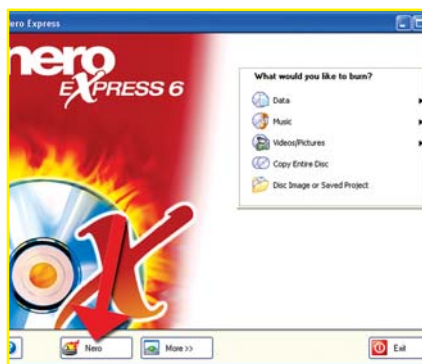 ero Express
nero
EXPRESS 6
What would you like to burn?
Data
Music
Videos/Pictures
Copy Entire Disc
Disc Image or Saved Project
Nero
More >>
Exit